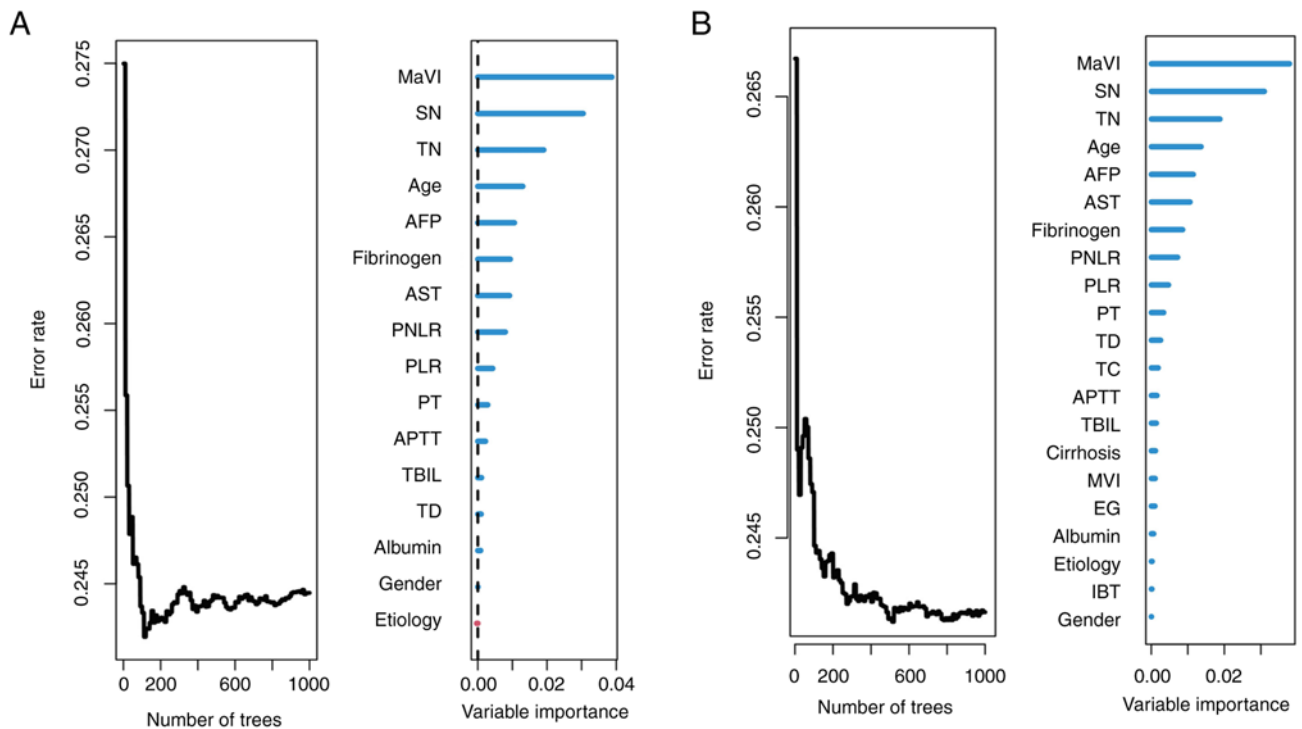 A
0.275
0.270
0.265
0.260
0.255
0.250
0.245
Error rate
0 200 600 1000
Number of trees
MaVI
SN
TN
Age
AFP
Fibrinogen
AST
PNLR
PLR
PT
APTT
TBIL
TD
Albumin
Gender
Etiology
0.00 0.02 0.04
Variable importance
B
0.265
0.260
0.255
0.250
0.245
Error rate
0 200 600 1000
Number of trees
MaVI
SN
TN
Age
AFP
AST
Fibrinogen
PNLR
PLR
PT
TD
TC
APTT
TBIL
Cirrhosis
MVI
EG
Albumin
Etiology
IBT
Gender
0.00 0.02
Variable importance